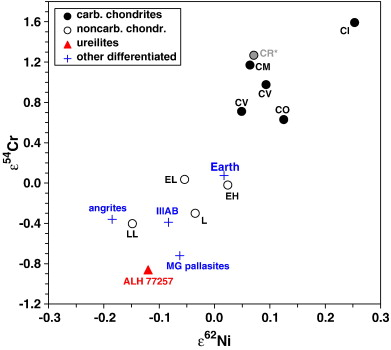 carb. chondrites
noncarb. chondr.
ureilites
other differentiated
CI
CR*
CM
CV
CV
CO
Earth
EL
EH
angrites
IIIAB
L
LL
MG pallasites
ALH 77257
1.6
1.2
0.8
0.4
0.0
-0.4
-0.8
-1.2
ε54Cr
-0.3
-0.2
-0.1
0.0
0.1
0.2
0.3
ε62Ni